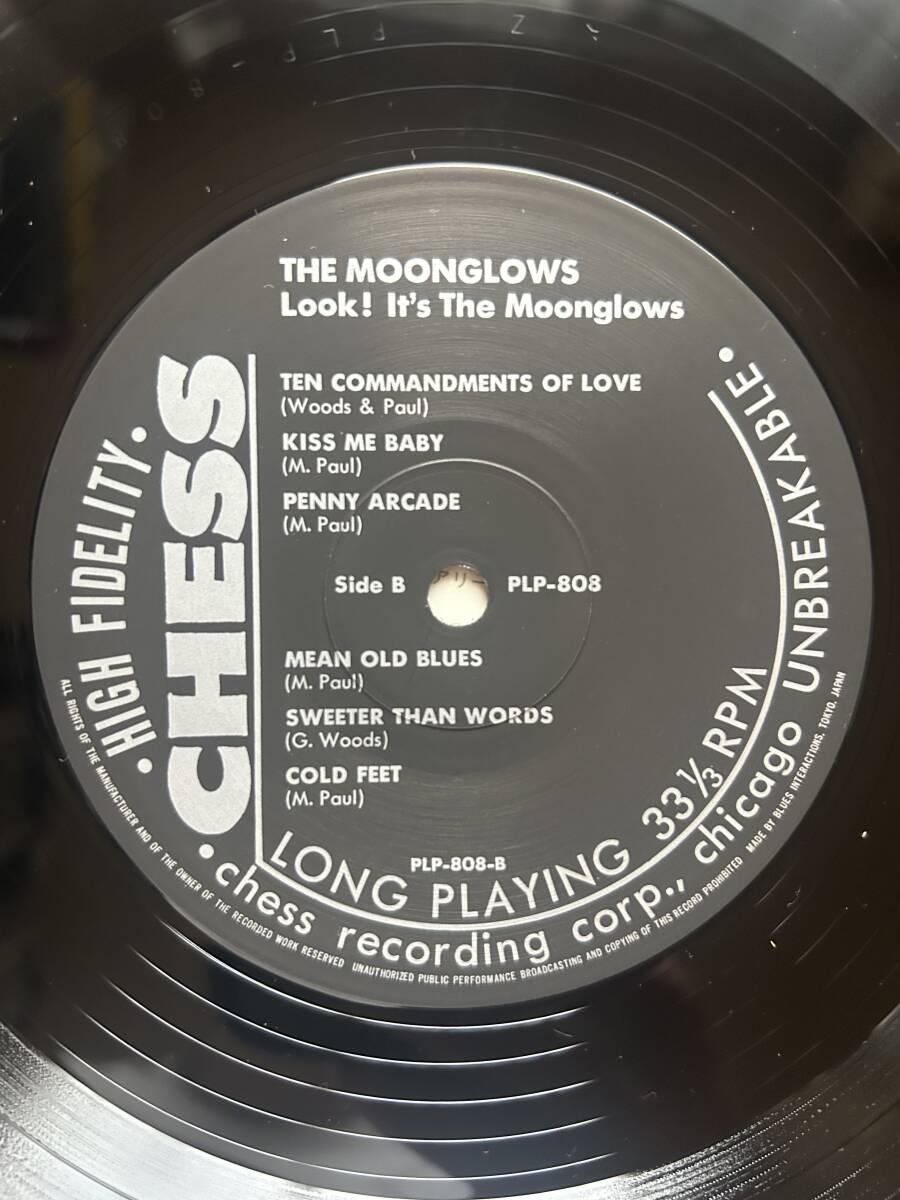 PLP-808
THE MOONGLOWS
Look! It's The Moonglows
TEN COMMANDMENTS OF LOVE
(Woods & Paul)
KISS ME BABY
(M. Paul)
PENNY ARCADE
(M. Paul)
Side B
PLP-808
MEAN OLD BLUES
(M. Paul)
SWEETER THAN WORDS
(G. Woods)
COLD FEET
(M. Paul)
PLP-808-B
• HIGH FIDELITY •
CHESS
LONG PLAYING 33⅓ RPM
• chess recording corp., chicago UNBREAKABLE •
ALL RIGHTS OF THE MANUFACTURER AND OF THE OWNER OF THE RECORDED WORK RESERVED UNAUTHORIZED PUBLIC PERFORMANCE BROADCASTING AND COPYING OF THIS RECORD PROHIBITED MADE BY BLUES INTERACTIONS, TOKYO, JAPAN